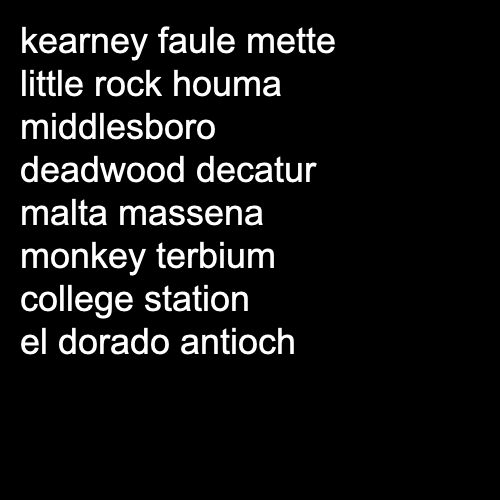 kearney faule mette
little rock houma
middlesboro
deadwood decatur
malta massena
monkey terbium
college station
el dorado antioch